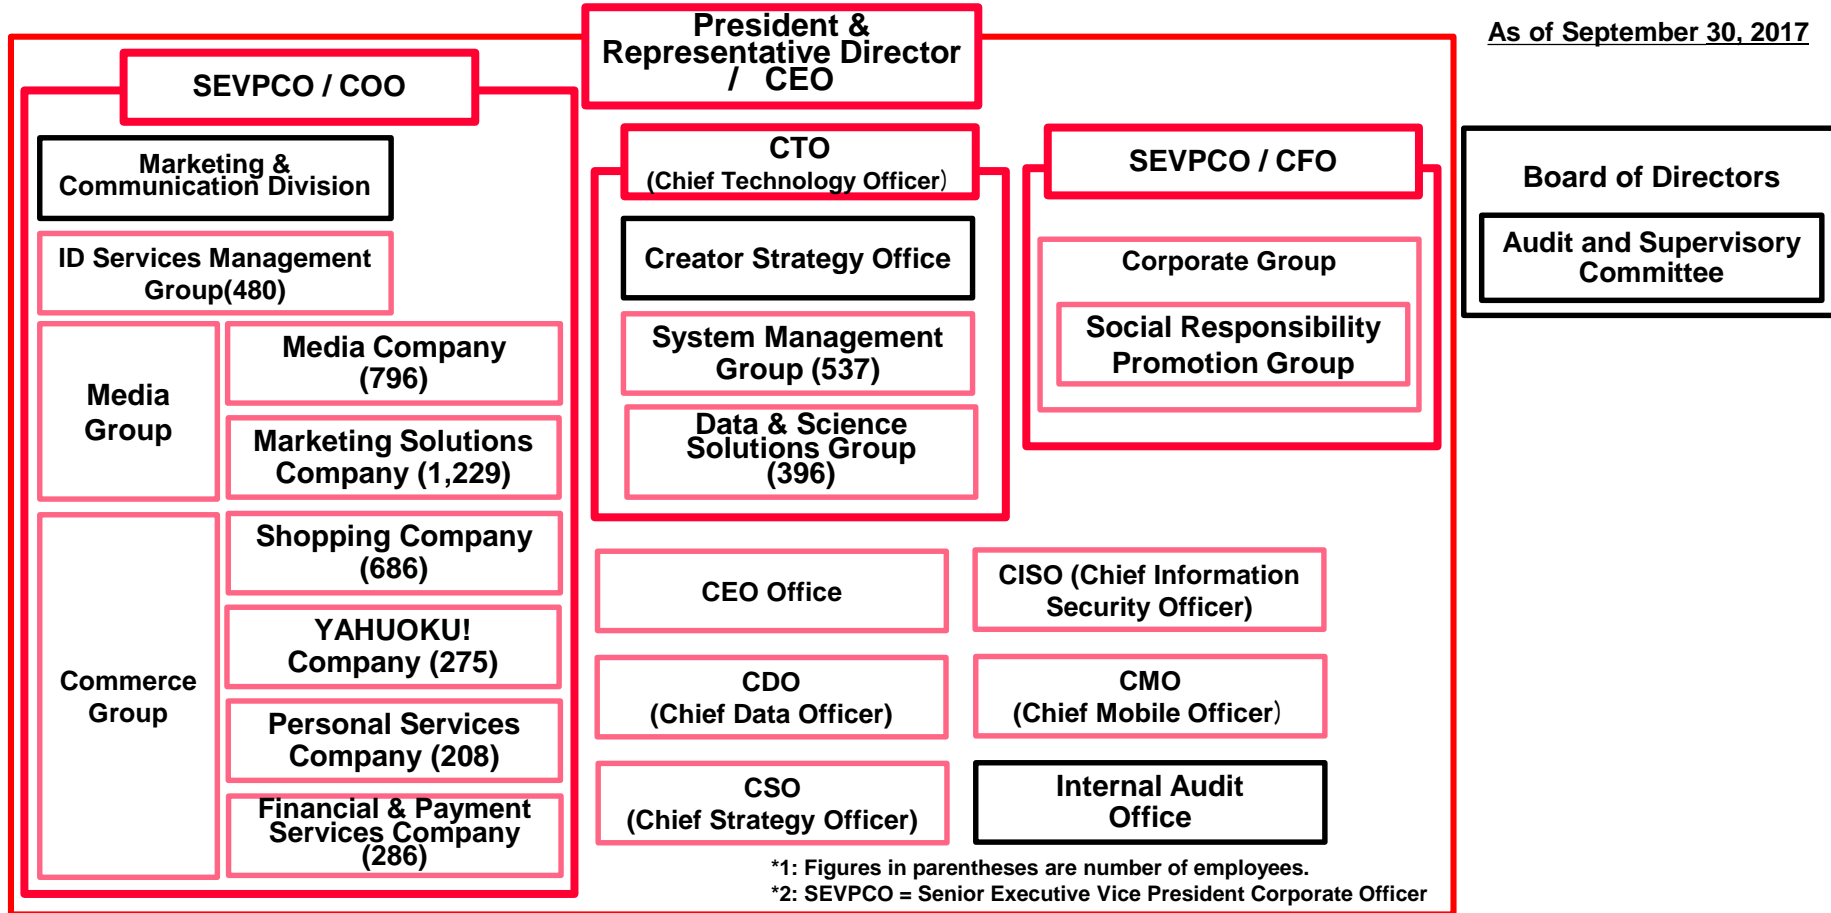 President &
Representative Director
/ CEO
As of September 30, 2017
SEVPCO / COO
Marketing &
Communication Division
ID Services Management
Group(480)
Media
Group
Media Company
(796)
Marketing Solutions
Company (1,229)
Commerce
Group
Shopping Company
(686)
YAHUOKU!
Company (275)
Personal Services
Company (208)
Financial & Payment
Services Company
(286)
CTO
(Chief Technology Officer)
Creator Strategy Office
System Management
Group (537)
Data & Science
Solutions Group
(396)
SEVPCO / CFO
Corporate Group
Social Responsibility
Promotion Group
Board of Directors
Audit and Supervisory
Committee
CEO Office
CISO (Chief Information
Security Officer)
CDO
(Chief Data Officer)
CMO
(Chief Mobile Officer)
CSO
(Chief Strategy Officer)
Internal Audit
Office
*1: Figures in parentheses are number of employees.
*2: SEVPCO = Senior Executive Vice President Corporate Officer